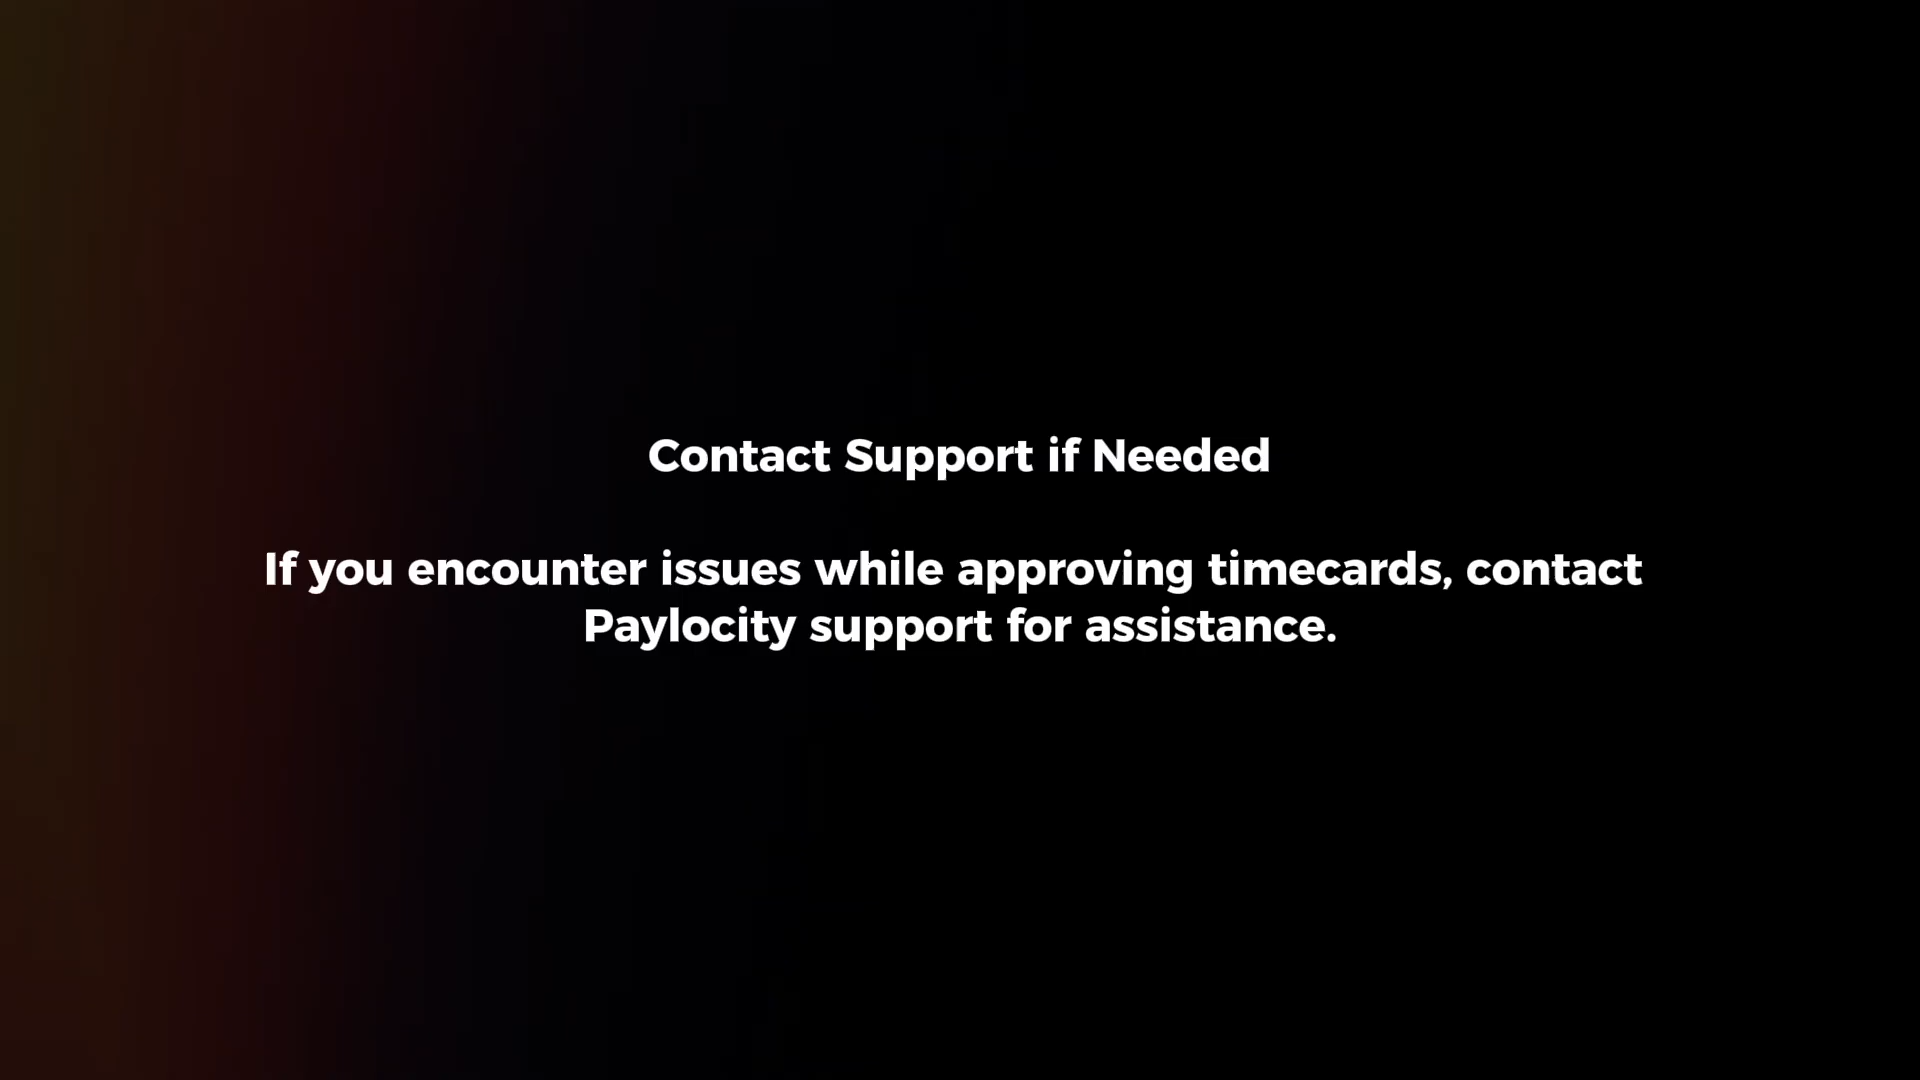 Contact Support if Needed
If you encounter issues while approving timecards, contact
Paylocity support for assistance.